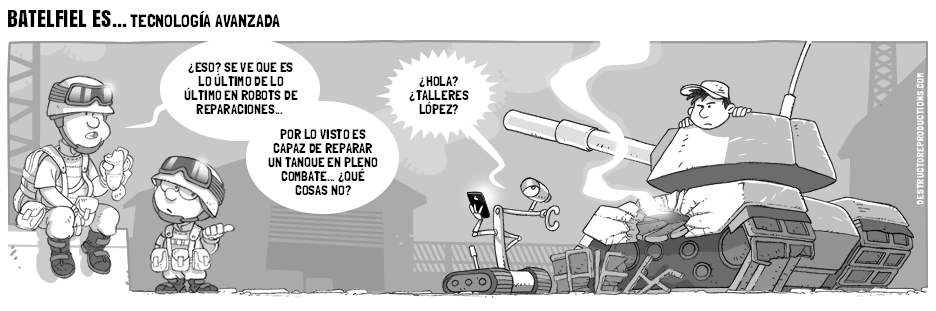 BATELFIEL ES... TECNOLOGÍA AVANZADA
¿ESO? SE VE QUE ES
LO ÚLTIMO DE LO
ÚLTIMO EN ROBOTS DE
REPARACIONES...
POR LO VISTO ES
CAPAZ DE REPARAR
UN TANQUE EN PLENO
COMBATE... ¿QUÉ
COSAS NO?
¿HOLA?
¿TALLERES
LÓPEZ?
DESTRUCTOREPRODUCTIONS.COM